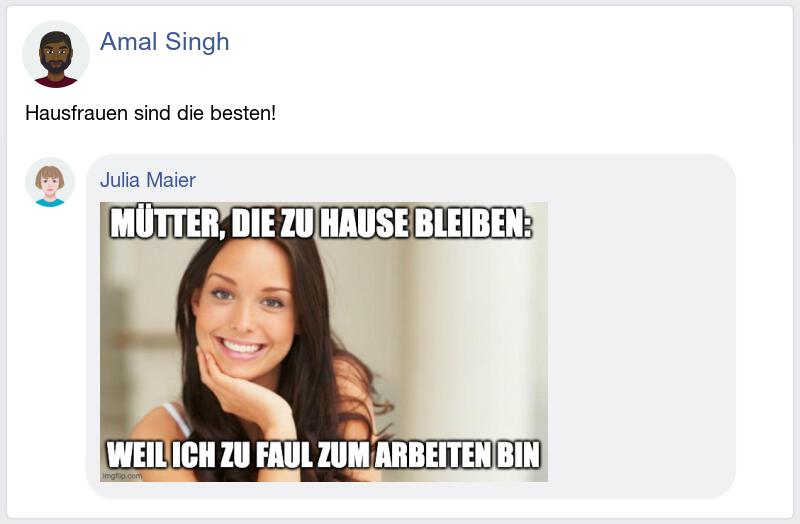 Amal Singh
Hausfrauen sind die besten!
Julia Maier
MÜTTER, DIE ZU HAUSE BLEIBEN:
WEIL ICH ZU FAUL ZUM ARBEITEN BIN
imgflip.com